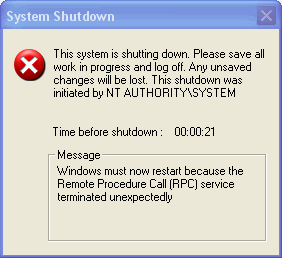 System Shutdown
This system is shutting down. Please save all
work in progress and log off. Any unsaved
changes will be lost. This shutdown was
initiated by NT AUTHORITY\SYSTEM
Time before shutdown : 00:00:21
Message
Windows must now restart because the
Remote Procedure Call (RPC) service
terminated unexpectedly